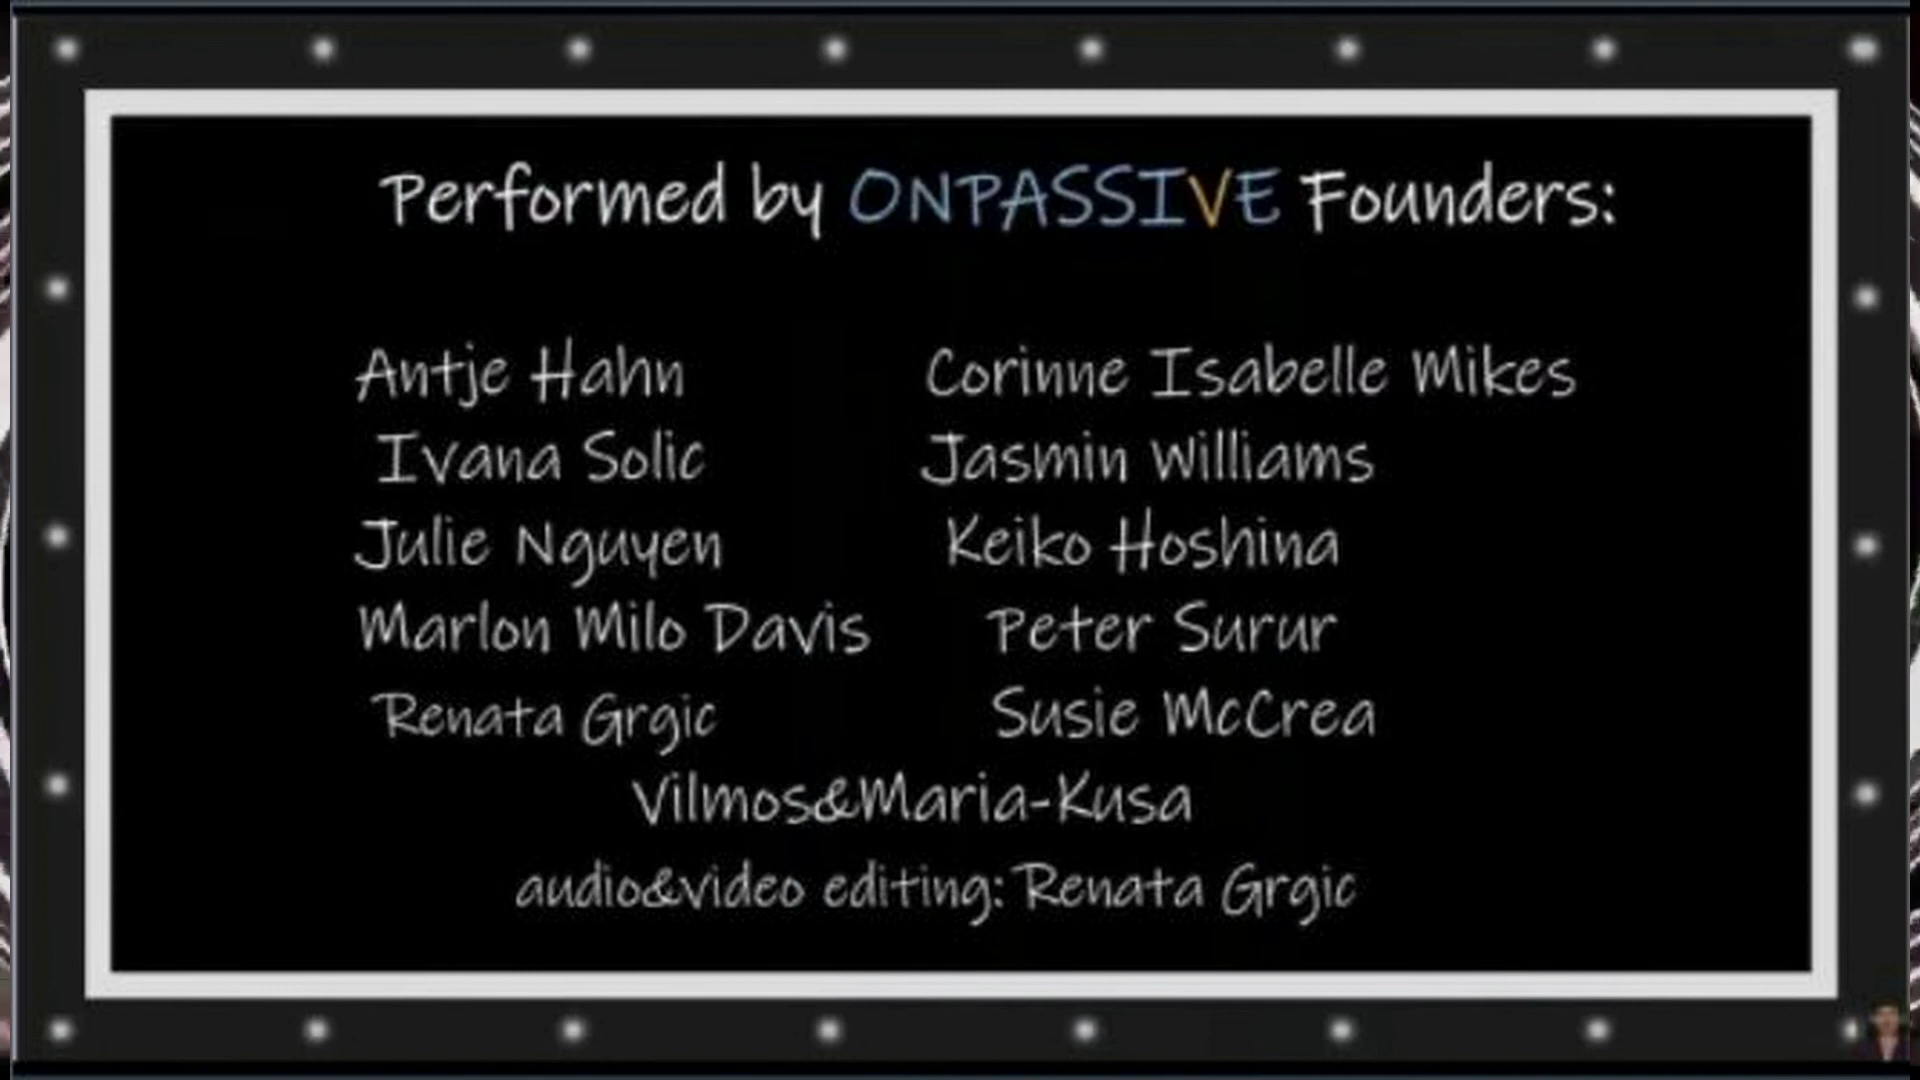 Performed by ONPASSIVE Founders:
Antje Hahn Corinne Isabelle Mikes
Ivana Solic Jasmin Williams
Julie Nguyen Keiko Hoshina
Marlon Milo Davis Peter Surur
Renata Grgic Susie McCrea
Vilmos&Maria-Kusa
audio&video editing: Renata Grgic